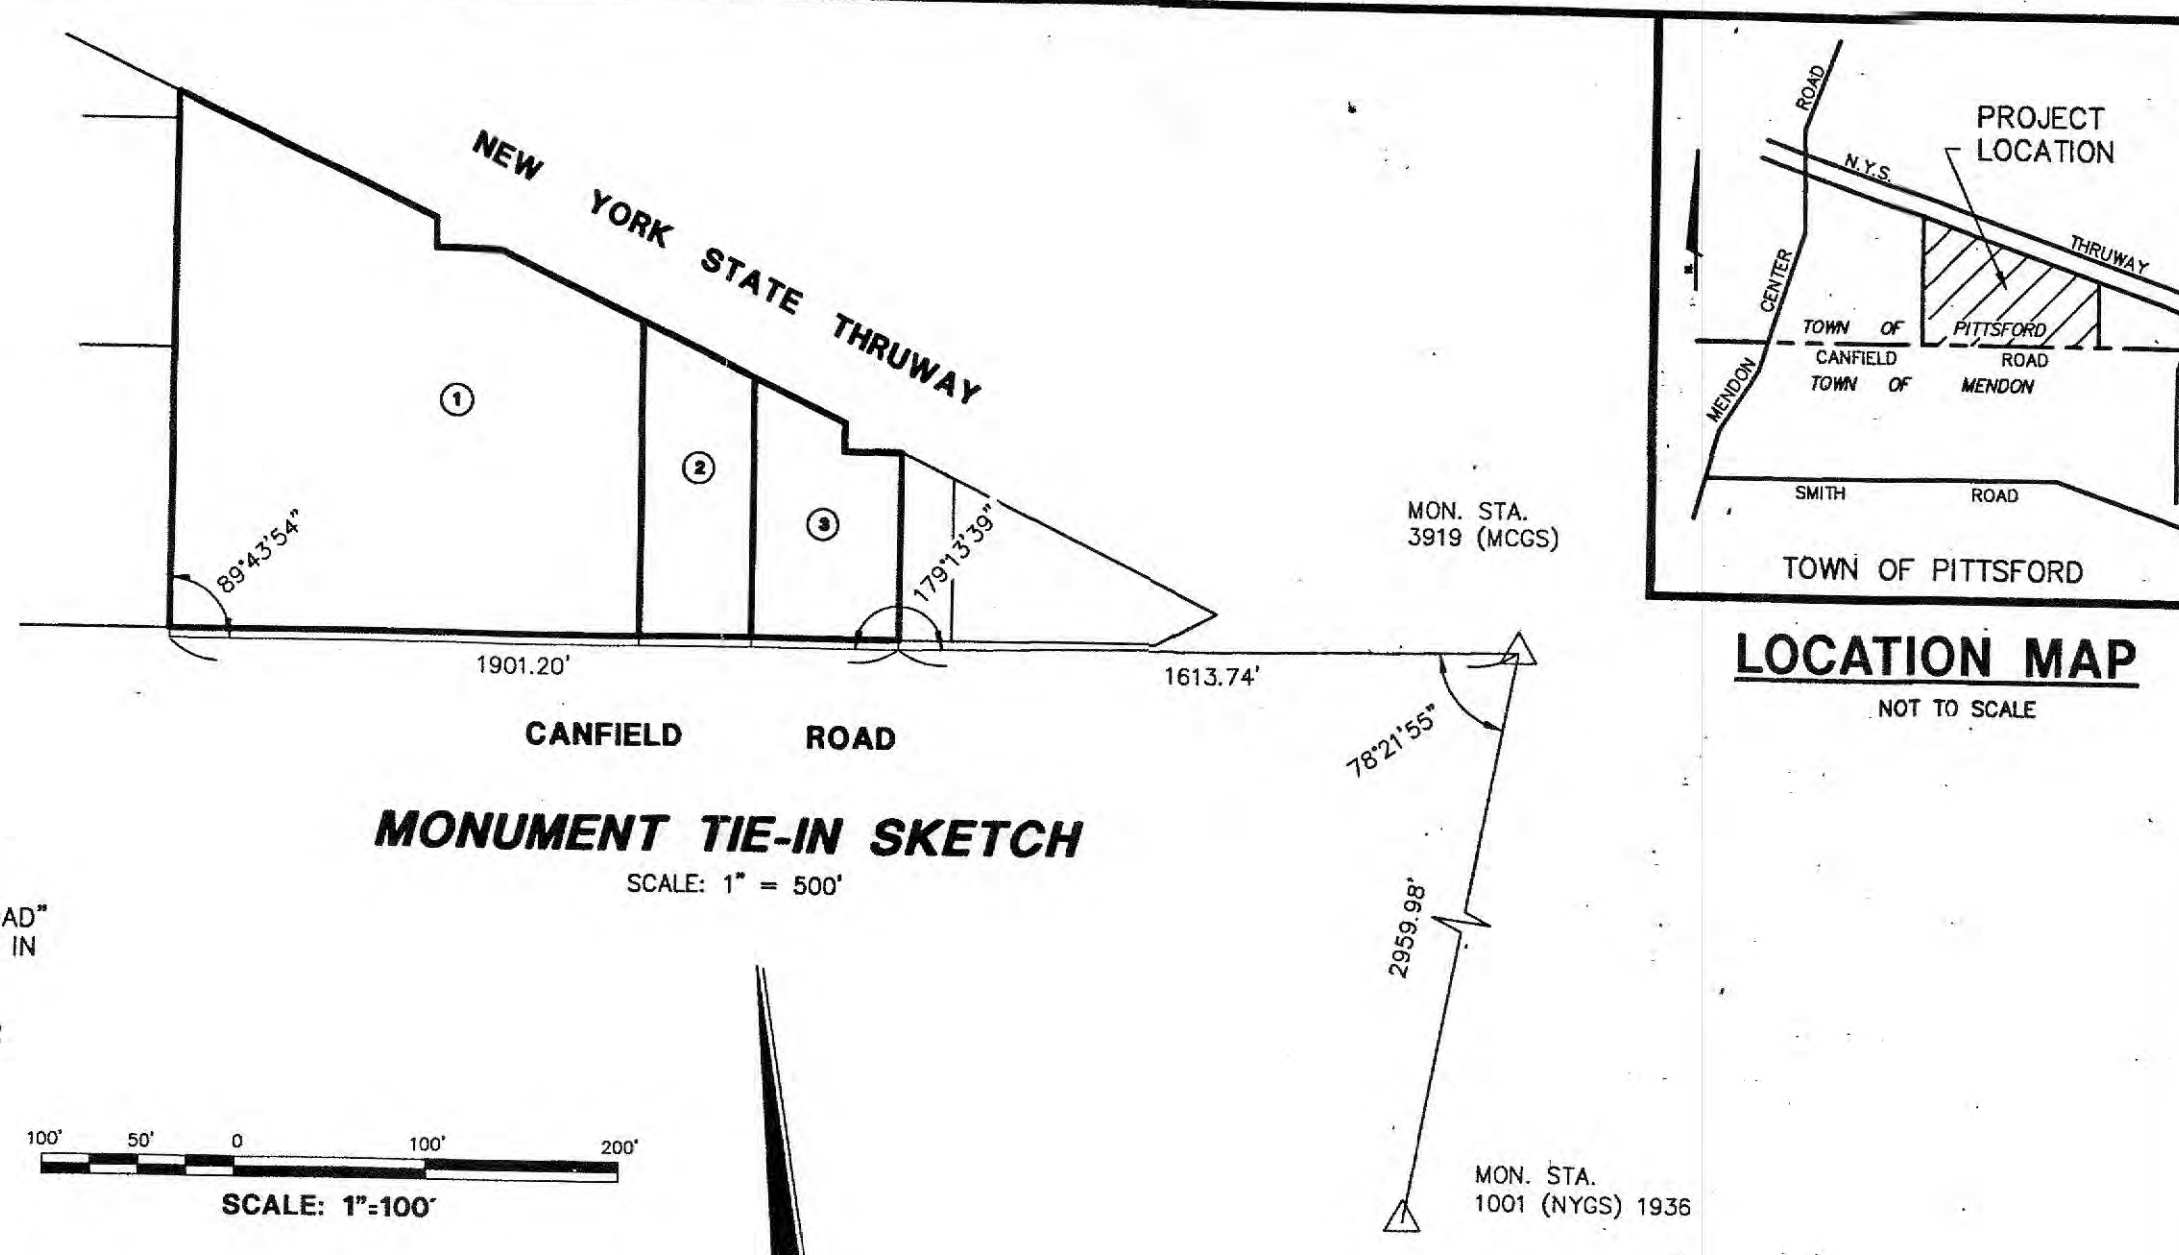 NEW YORK STATE THRUWAY
1
2
3
89°43'54"
179°13'39"
1901.20'
1613.74'
CANFIELD ROAD
MON. STA.
3919 (MCGS)
78°21'55"
2959.98'
MON. STA.
1001 (NYGS) 1936
MONUMENT TIE-IN SKETCH
SCALE: 1" = 500'
AD"
IN
100' 50' 0 100' 200'
SCALE: 1"=100'
PROJECT
LOCATION
MENDON CENTER ROAD
N.Y.S. THRUWAY
TOWN OF PITTSFORD
CANFIELD ROAD
TOWN OF MENDON
SMITH ROAD
TOWN OF PITTSFORD
LOCATION MAP
NOT TO SCALE